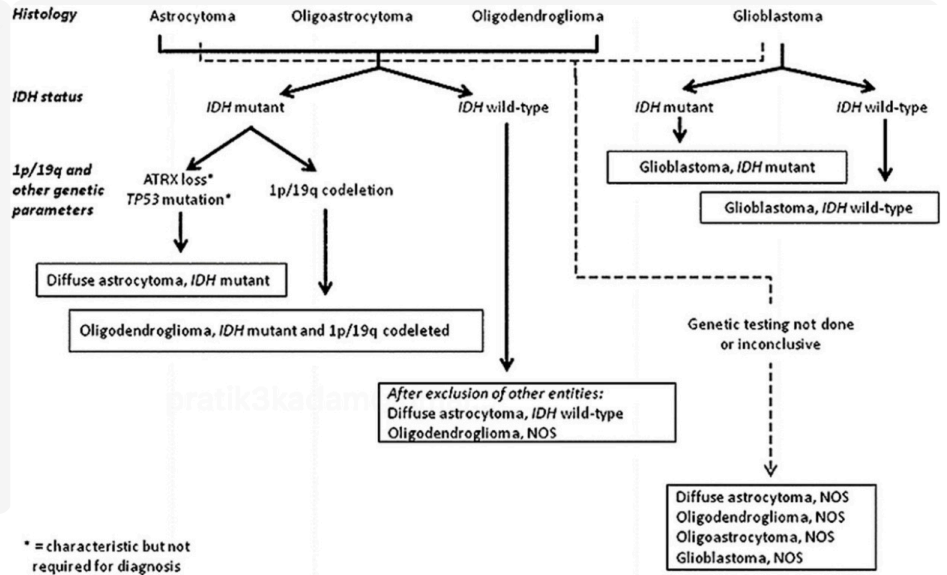 Histology
Astrocytoma
Oligoastrocytoma
Oligodendroglioma
Glioblastoma
IDH status
IDH mutant
IDH wild-type
IDH mutant
IDH wild-type
1p/19q and
other genetic
parameters
ATRX loss*
TP53 mutation*
1p/19q codeletion
Glioblastoma, IDH mutant
Glioblastoma, IDH wild-type
Diffuse astrocytoma, IDH mutant
Oligodendroglioma, IDH mutant and 1p/19q codeleted
Genetic testing not done
or inconclusive
After exclusion of other entities:
Diffuse astrocytoma, IDH wild-type
Oligodendroglioma, NOS
Diffuse astrocytoma, NOS
Oligodendroglioma, NOS
Oligoastrocytoma, NOS
Glioblastoma, NOS
* = characteristic but not
required for diagnosis